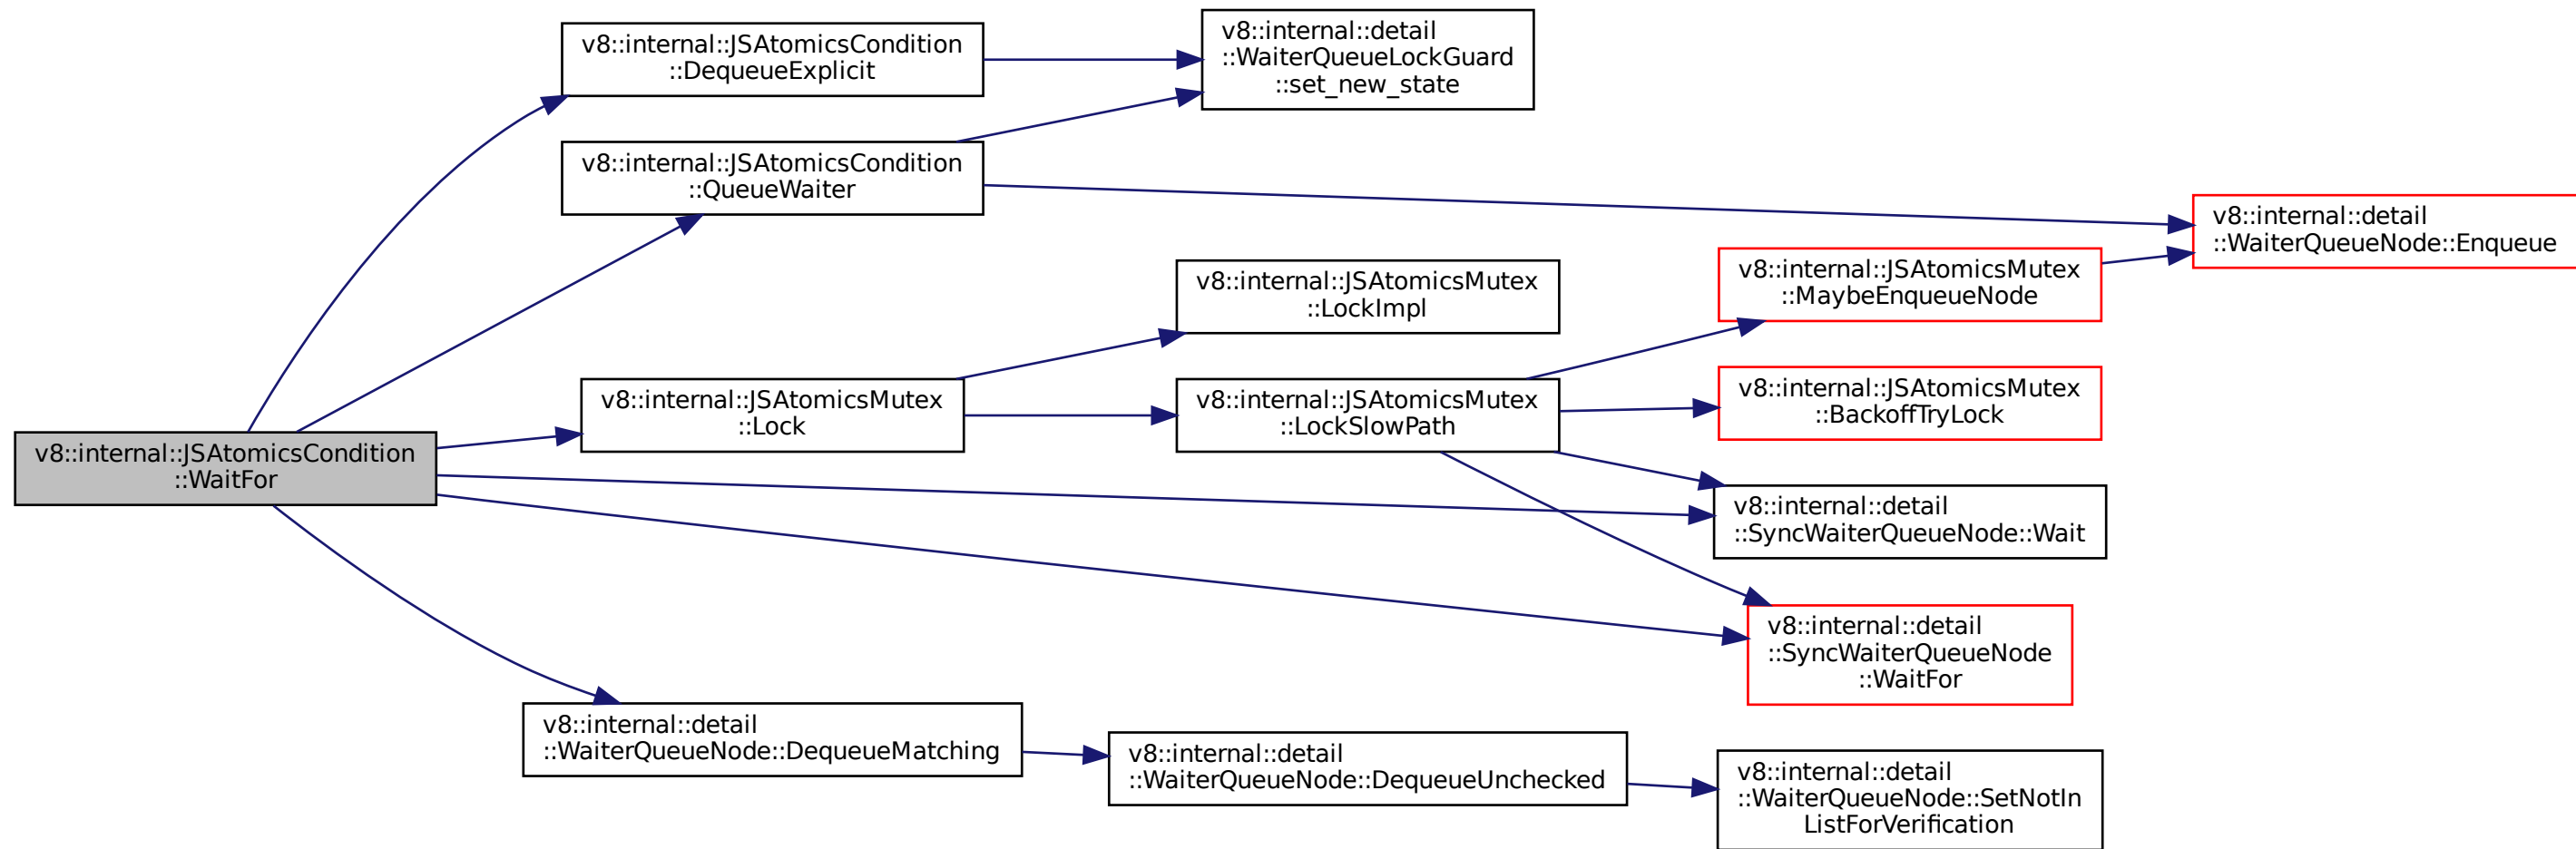 v8::internal::JSAtomicsCondition
::WaitFor
v8::internal::JSAtomicsCondition
::DequeueExplicit
v8::internal::detail
::WaiterQueueLockGuard
::set_new_state
v8::internal::JSAtomicsCondition
::QueueWaiter
v8::internal::detail
::WaiterQueueNode::Enqueue
v8::internal::JSAtomicsMutex
::Lock
v8::internal::JSAtomicsMutex
::LockImpl
v8::internal::JSAtomicsMutex
::LockSlowPath
v8::internal::JSAtomicsMutex
::MaybeEnqueueNode
v8::internal::JSAtomicsMutex
::BackoffTryLock
v8::internal::detail
::SyncWaiterQueueNode::Wait
v8::internal::detail
::SyncWaiterQueueNode
::WaitFor
v8::internal::detail
::WaiterQueueNode::DequeueMatching
v8::internal::detail
::WaiterQueueNode::DequeueUnchecked
v8::internal::detail
::WaiterQueueNode::SetNotIn
ListForVerification